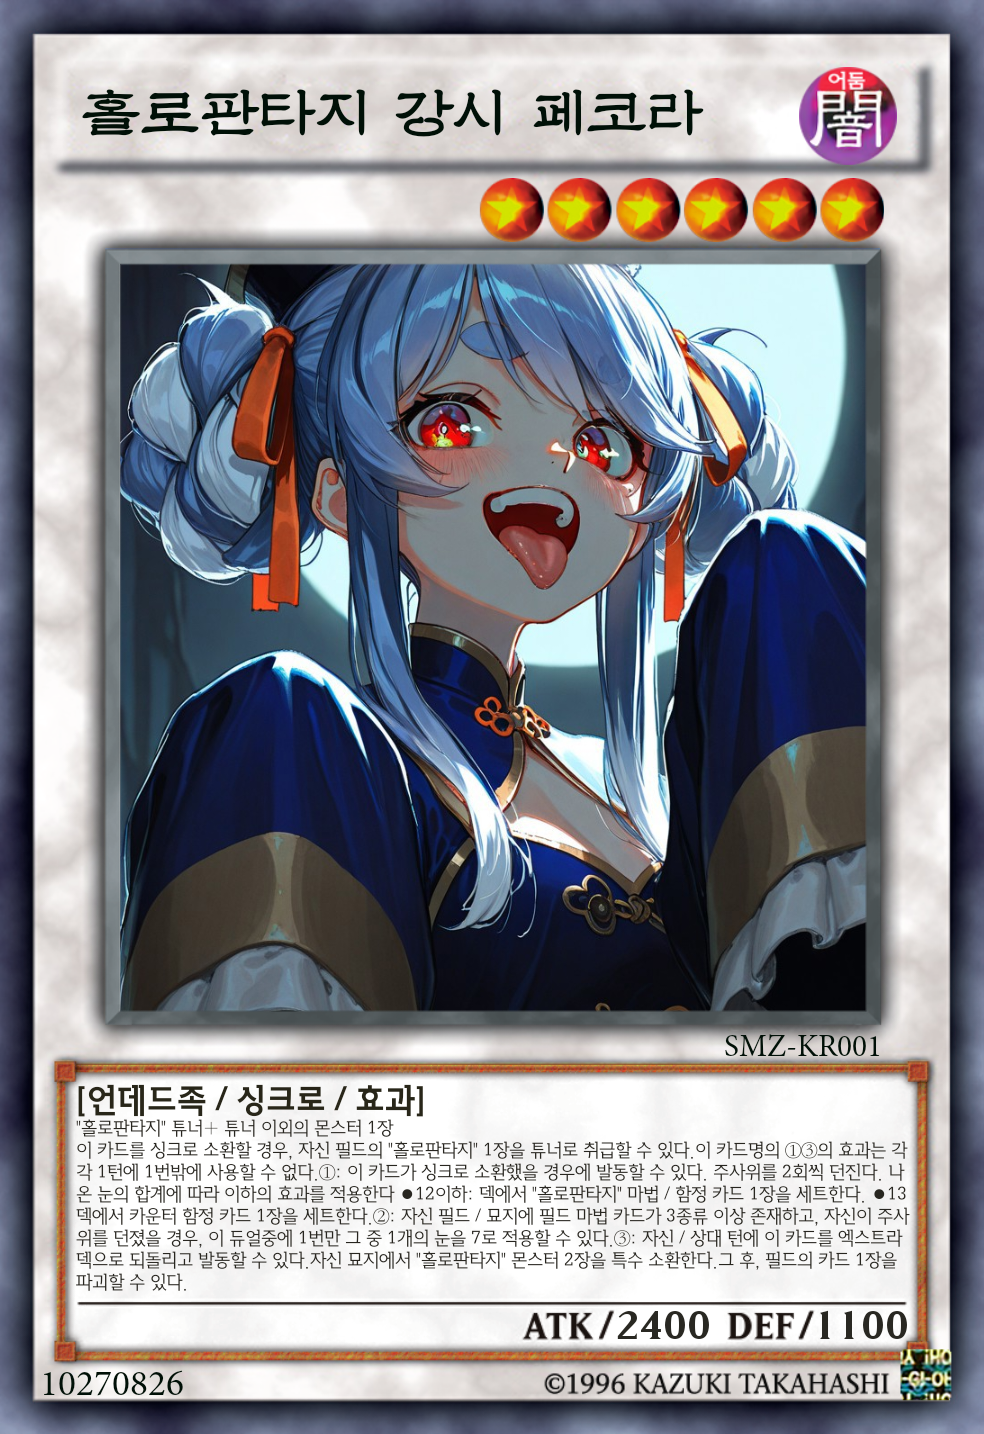 홀로판타지 강시 페코라
어둠
闇
SMZ-KR001
[언데드족 / 싱크로 / 효과]
"홀로판타지" 튜너+ 튜너 이외의 몬스터 1장
이 카드를 싱크로 소환할 경우, 자신 필드의 "홀로판타지" 1장을 튜너로 취급할 수 있다.이 카드명의 ①③의 효과는 각
각 1턴에 1번밖에 사용할 수 없다.①: 이 카드가 싱크로 소환했을 경우에 발동할 수 있다. 주사위를 2회씩 던진다. 나
온 눈의 합계에 따라 이하의 효과를 적용한다 ●12이하: 덱에서 "홀로판타지" 마법 / 함정 카드 1장을 세트한다. ●13
덱에서 카운터 함정 카드 1장을 세트한다.②: 자신 필드 / 묘지에 필드 마법 카드가 3종류 이상 존재하고, 자신이 주사
위를 던졌을 경우, 이 듀얼중에 1번만 그 중 1개의 눈을 7로 적용할 수 있다.③: 자신 / 상대 턴에 이 카드를 엑스트라
덱으로 되돌리고 발동할 수 있다.자신 묘지에서 "홀로판타지" 몬스터 2장을 특수 소환한다.그 후, 필드의 카드 1장을
파괴할 수 있다.
ATK/2400 DEF/1100
10270826 ©1996 KAZUKI TAKAHASHI